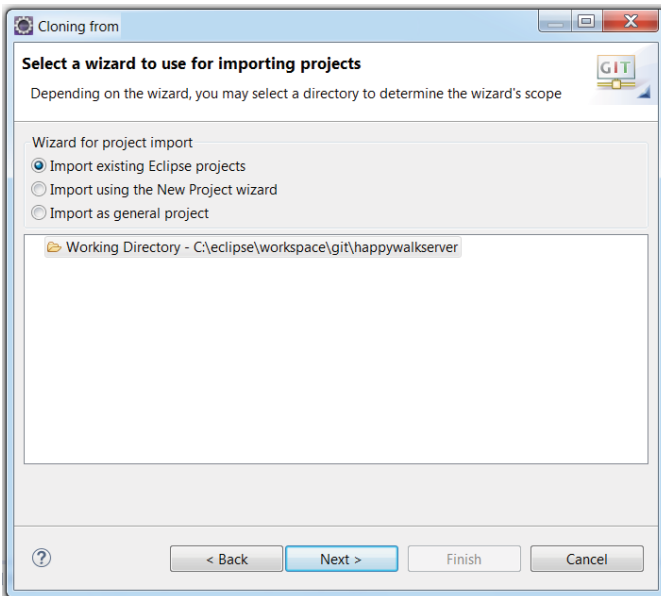 Cloning from
Select a wizard to use for importing projects
GIT
Depending on the wizard, you may select a directory to determine the wizard's scope
Wizard for project import
Import existing Eclipse projects
Import using the New Project wizard
Import as general project
Working Directory - C:\eclipse\workspace\git\happywalkserver
?
< Back
Next >
Finish
Cancel